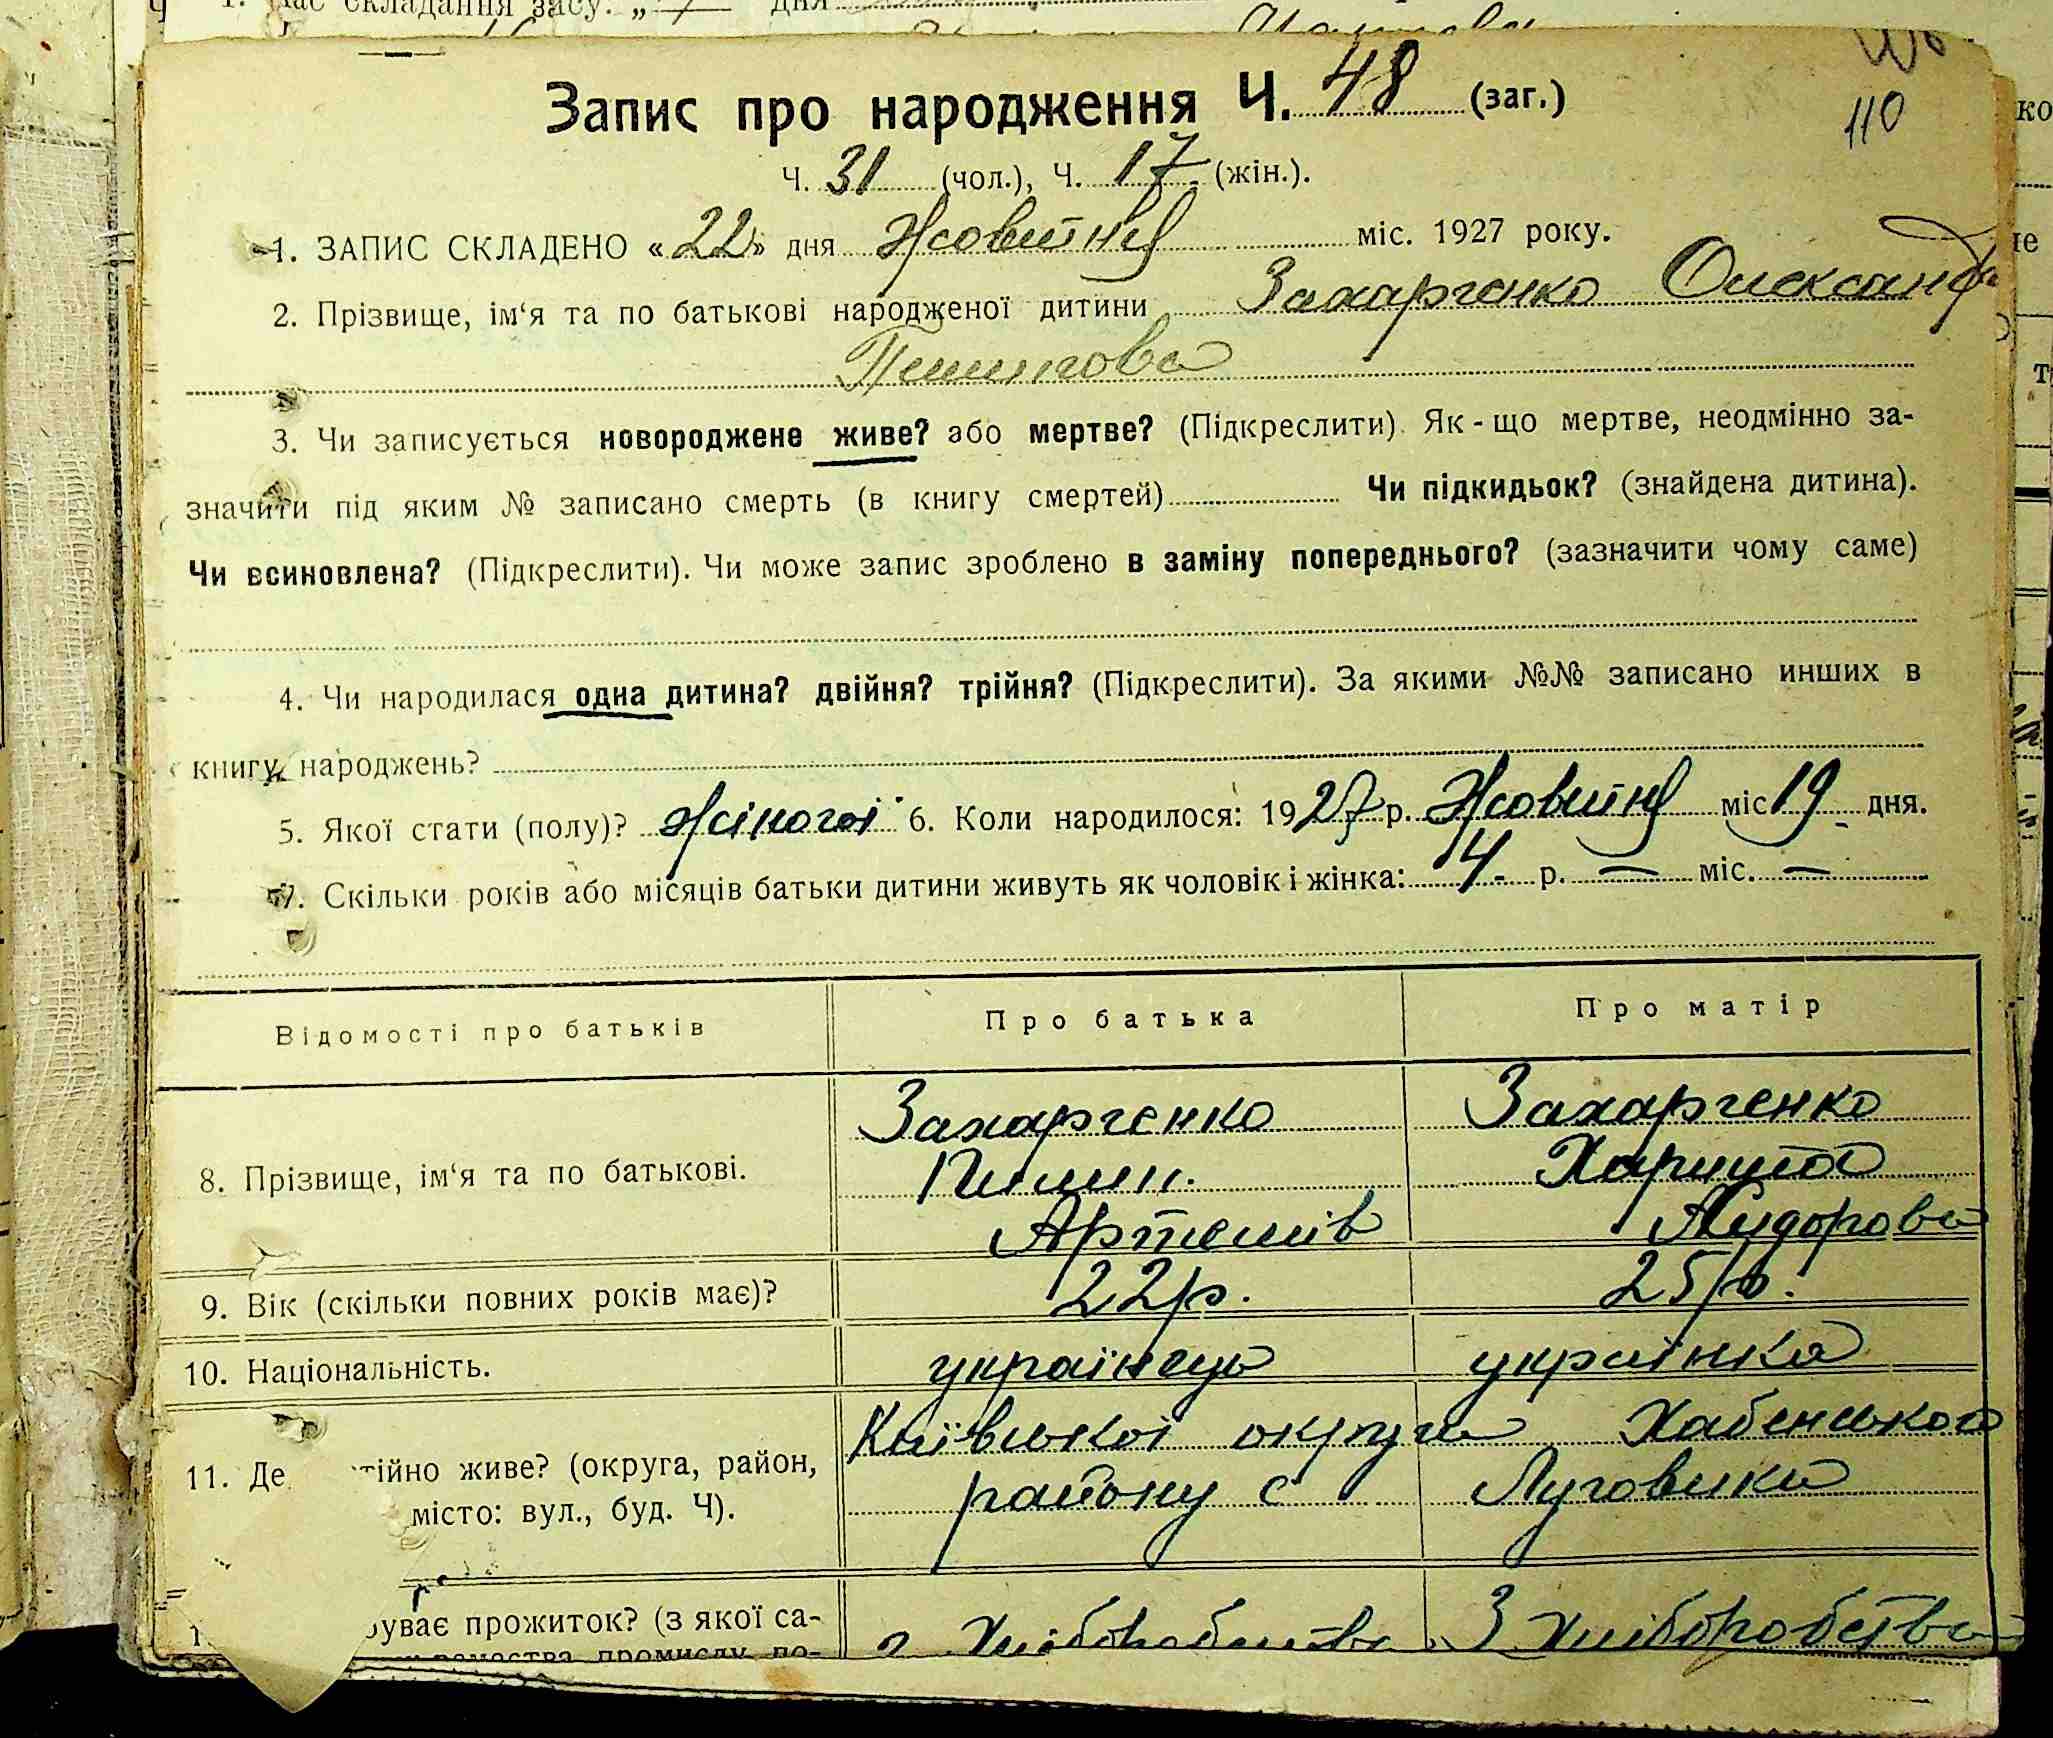 Запис про народження Ч. 48 (заг.)
110
Ч. 31 (чол.), Ч. 17 (жін.).
1. ЗАПИС СКЛАДЕНО «22» дня Жовтня міс. 1927 року.
2. Прізвище, ім‘я та по батькові народженої дитини Захарченко Олександра
Пилипова
3. Чи записується новороджене живе? або мертве? (Підкреслити). Як-що мертве, неодмінно за-
значити під яким № записано смерть (в книгу смертей) Чи підкидьок? (знайдена дитина).
Чи всиновлена? (Підкреслити). Чи може запис зроблено в заміну попереднього? (зазначити чому саме)
4. Чи народилася одна дитина? двійня? трійня? (Підкреслити). За якими №№ записано инших в
книгу народжень?
5. Якої стати (полу)? жіночої 6. Коли народилося: 1927 р. Жовтня міс 19 дня.
7. Скільки років або місяців батьки дитини живуть як чоловік і жінка: 4 р. — міс. —
Відомості про батьків Про батька Про матір
8. Прізвище, ім‘я та по батькові. Захарченко Захарченко
Пилип. Харитя
Артемів
9. Вік (скільки повних років має)? 22 р. 25 р.
10. Національність. українець українка
11. Де тійно живе? (округа, район, Київської округи Хабенського
місто: вул., буд. Ч). району с Луговики
буває прожиток? (з якої са- З Хліборобства З Хліборобства